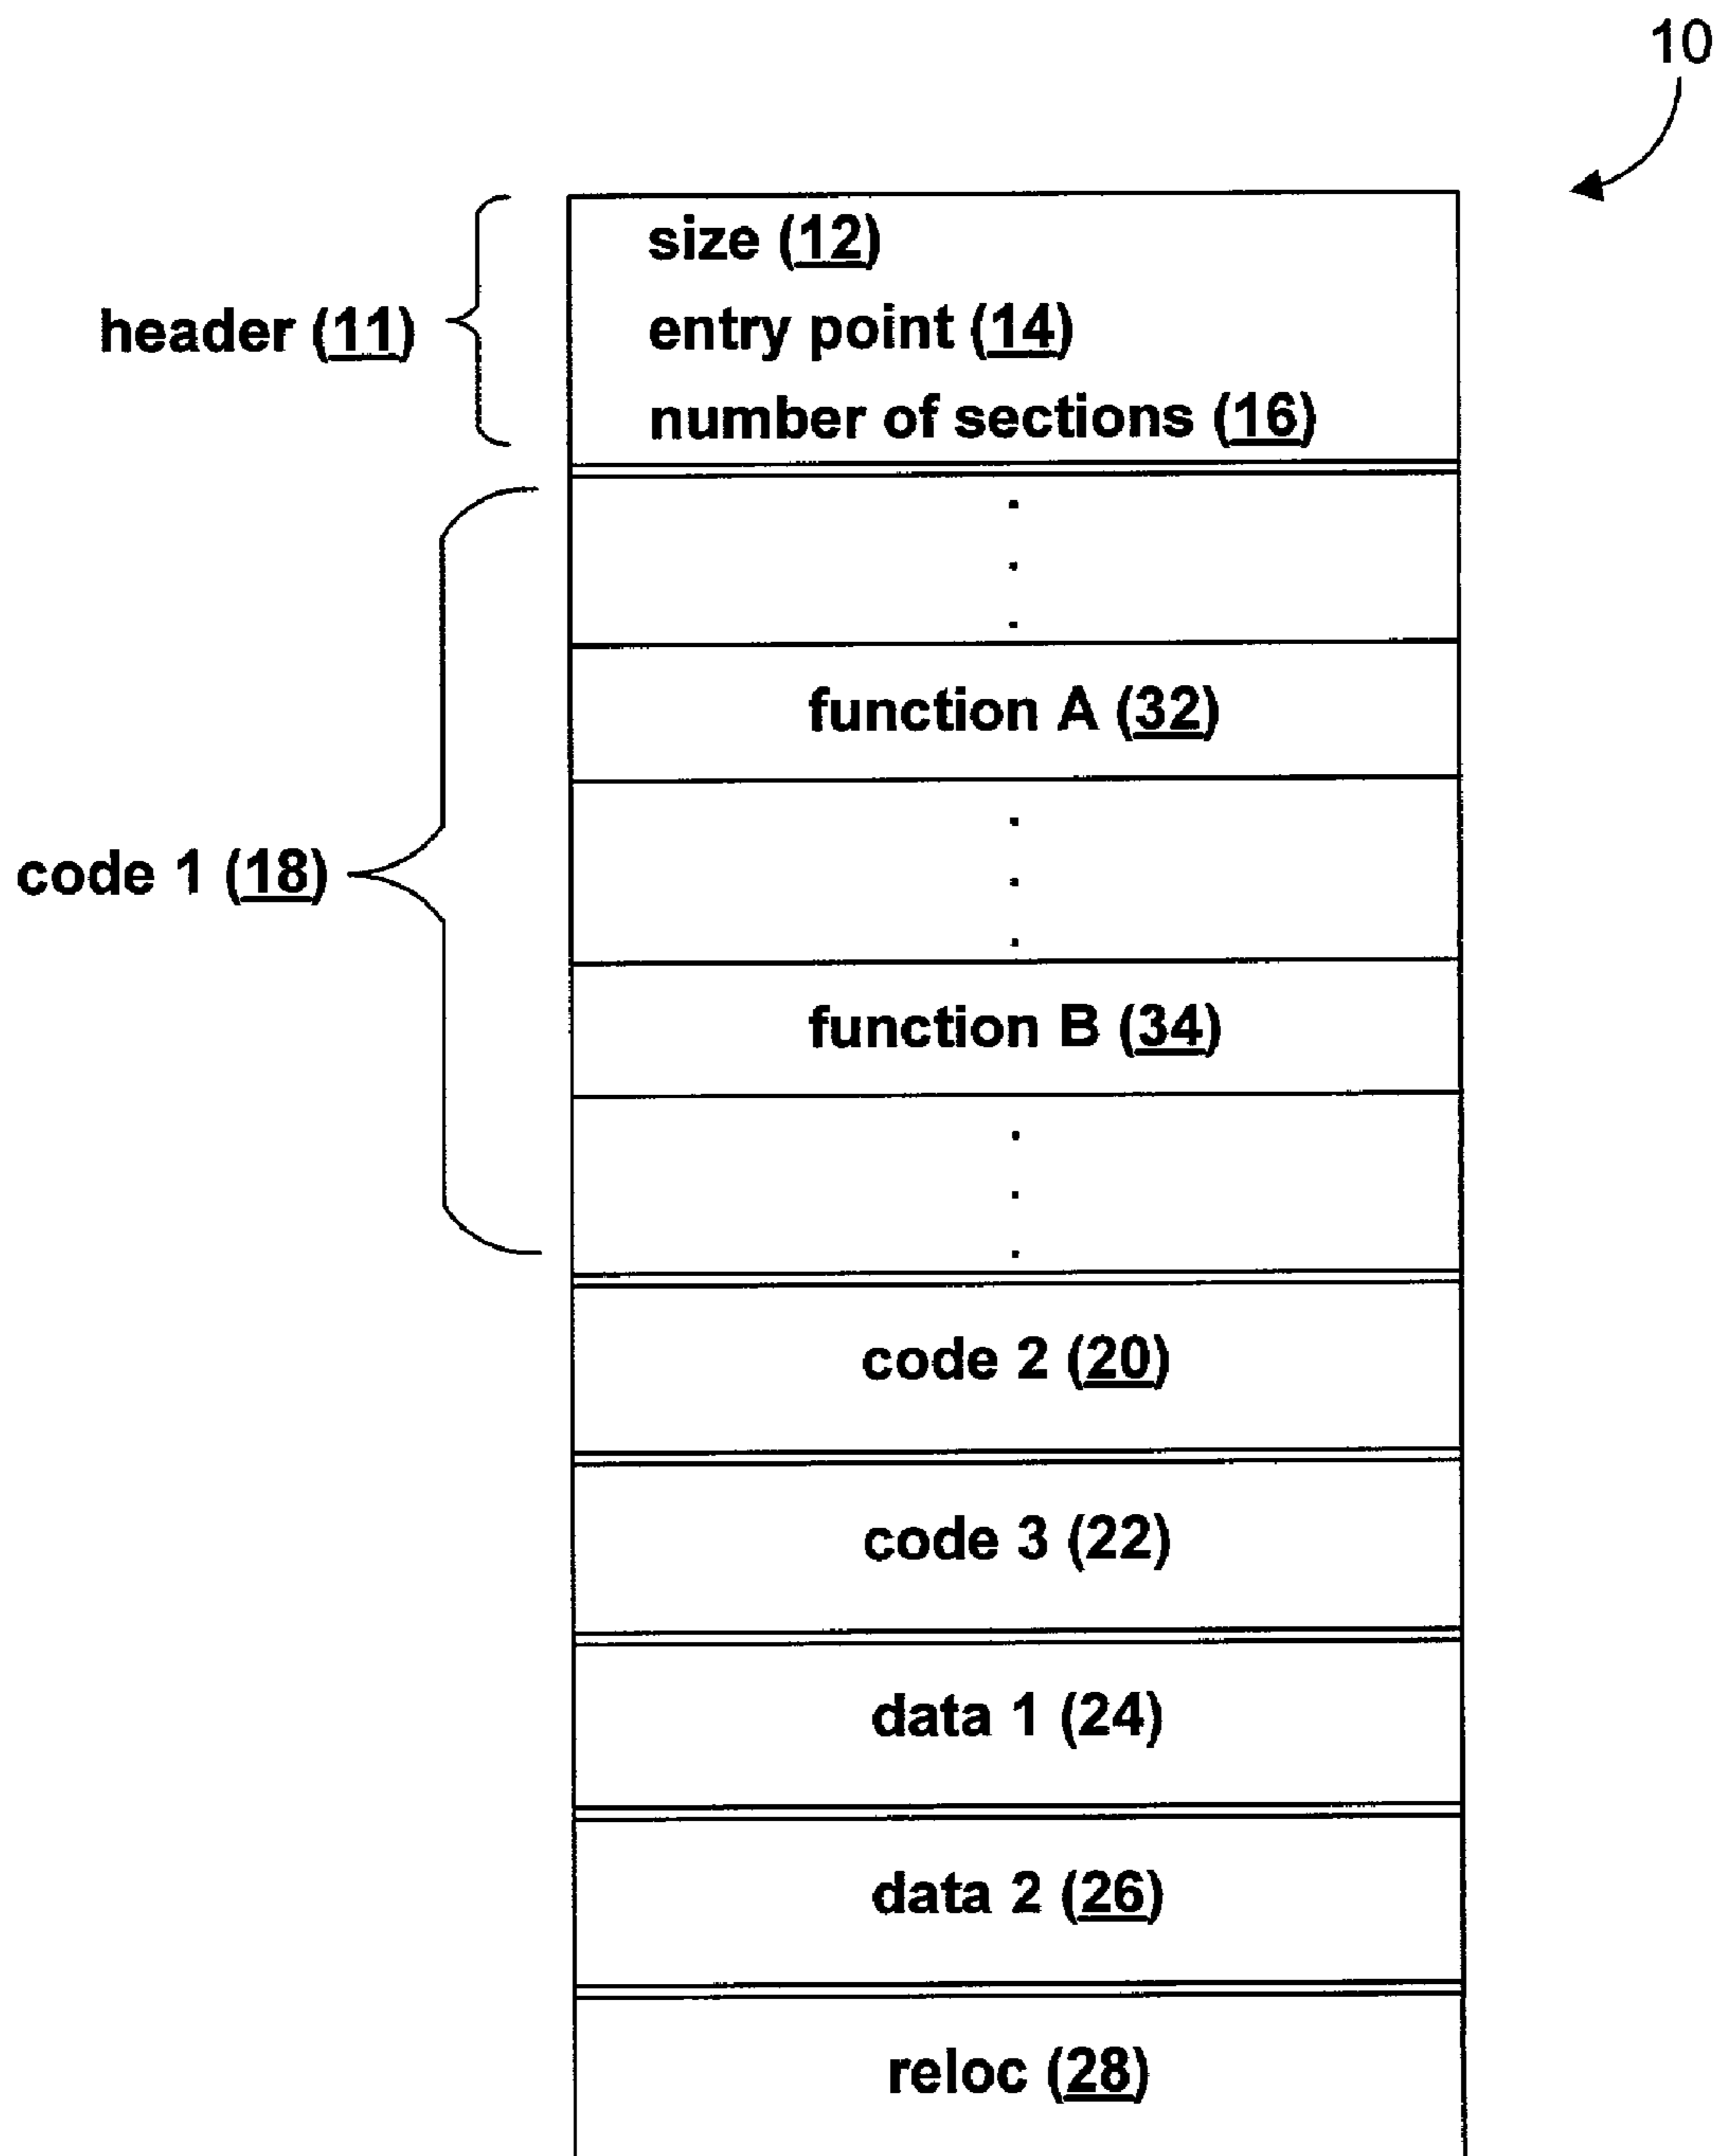 10
size (12)
header (11)
entry point (14)
number of sections (16)
function A (32)
code 1 (18)
function B (34)
code 2 (20)
code 3 (22)
data 1 (24)
data 2 (26)
reloc (28)